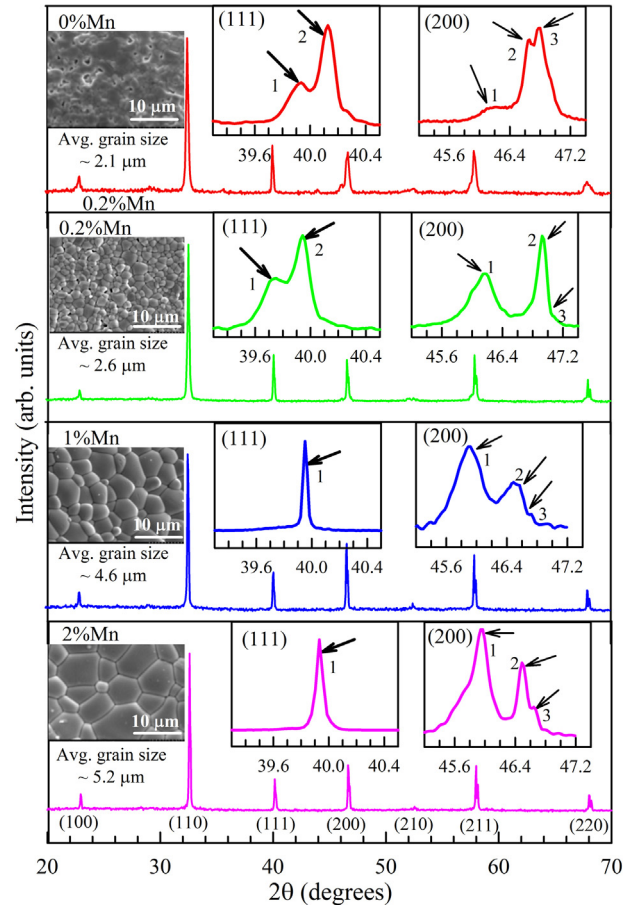 0%Mn
10 μm
Avg. grain size
~ 2.1 μm
(111)
1
2
39.6 40.0 40.4
(200)
1
2
3
45.6 46.4 47.2
0.2%Mn
0.2%Mn
10 μm
Avg. grain size
~ 2.6 μm
(111)
1
2
39.6 40.0 40.4
(200)
1
2
3
45.6 46.4 47.2
1%Mn
10 μm
Avg. grain size
~ 4.6 μm
(111)
1
39.6 40.0 40.4
(200)
1
2
3
45.6 46.4 47.2
2%Mn
10 μm
Avg. grain size
~ 5.2 μm
(111)
1
39.6 40.0 40.4
(200)
1
2
3
45.6 46.4 47.2
(100) (110) (111) (200) (210) (211) (220)
20 30 40 50 60 70
2θ (degrees)
Intensity (arb. units)